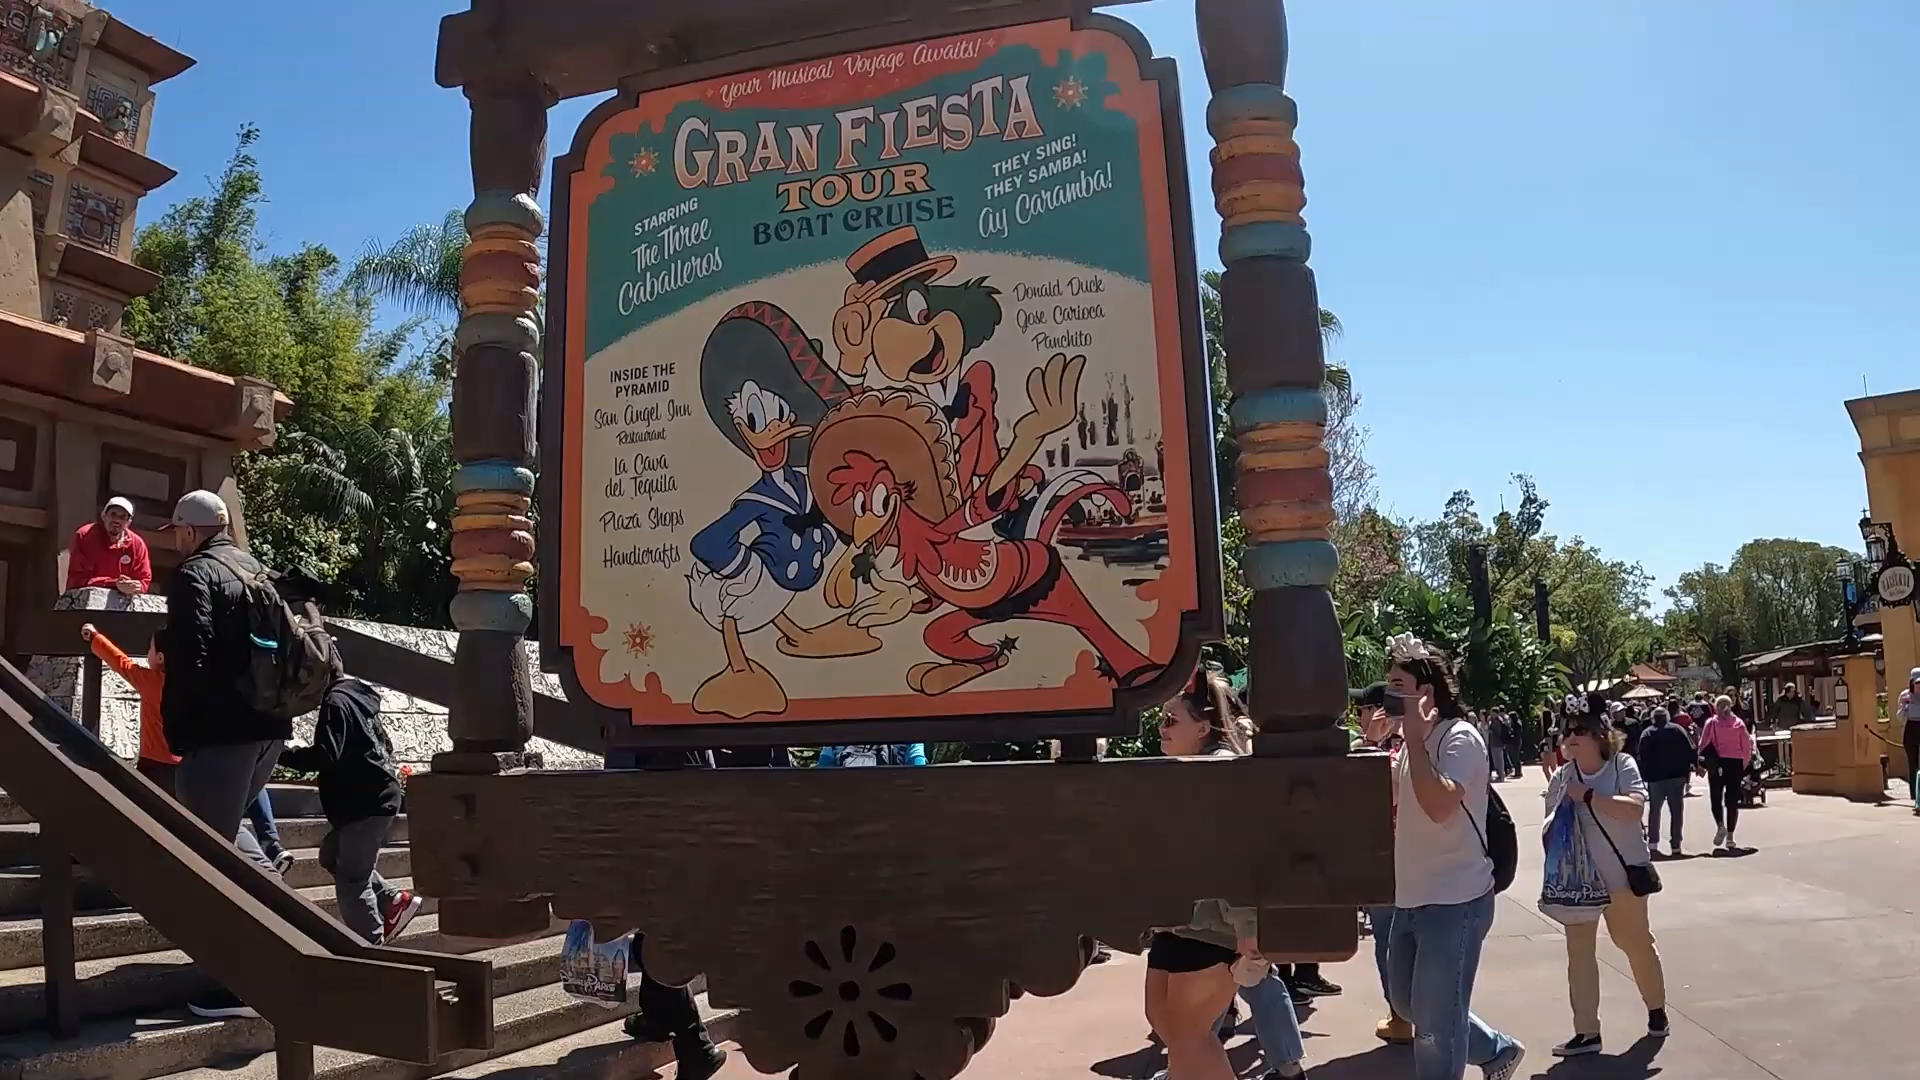 Your Musical Voyage Awaits!
GRAN FIESTA
TOUR
BOAT CRUISE
STARRING
The Three
Caballeros
THEY SING!
THEY SAMBA!
Ay Caramba!
Donald Duck
Jose Carioca
Panchito
INSIDE THE
PYRAMID
San Angel Inn
Restaurant
La Cava
del Tequila
Plaza Shops
Handicrafts
Disney Parks
Disney Parks